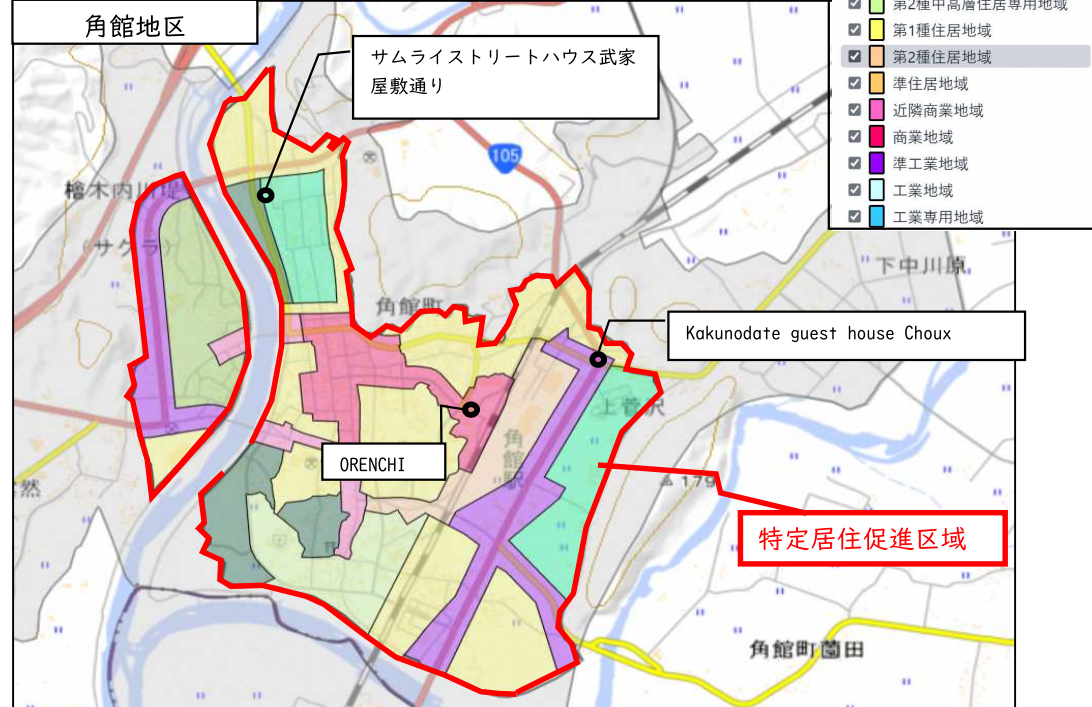 角館地区
サムライストリートハウス武家
屋敷通り
第2種中高層住居専用地域
第1種住居地域
第2種住居地域
準住居地域
近隣商業地域
商業地域
準工業地域
工業地域
工業専用地域
105
檜木内川堤
(サクラ)
角館町
下中川原
Kakunodate guest house Choux
上菅沢
角館駅
ORENCHI
179
特定居住促進区域
然
角館町薗田